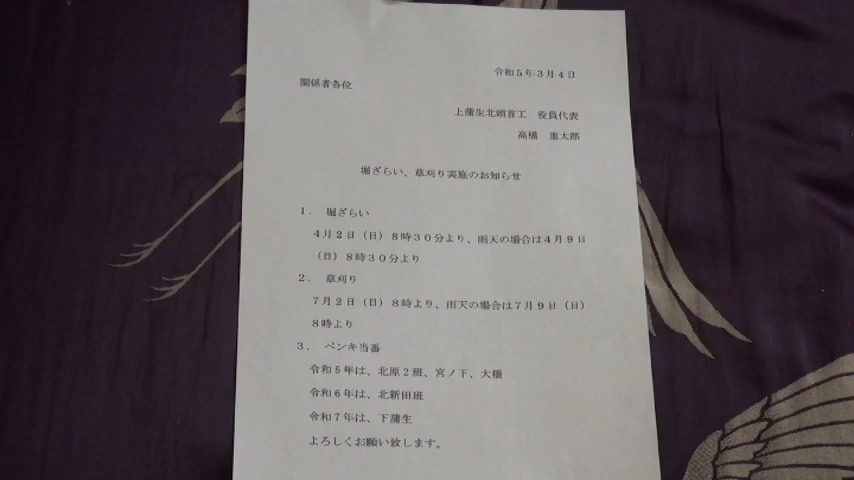 令和５年３月４日
関係者各位
上蒲生北頭首工　役員代表
高橋　重太郎
堀ざらい、草刈り実施のお知らせ
１．　堀ざらい
４月２日（日）８時３０分より、雨天の場合は４月９日
（日）８時３０分より
２．　草刈り
７月２日（日）８時より、雨天の場合は７月９日（日）
８時より
３．　ペンキ当番
令和５年は、北原２班、宮ノ下、大橋
令和６年は、北新田班
令和７年は、下蒲生
よろしくお願い致します。